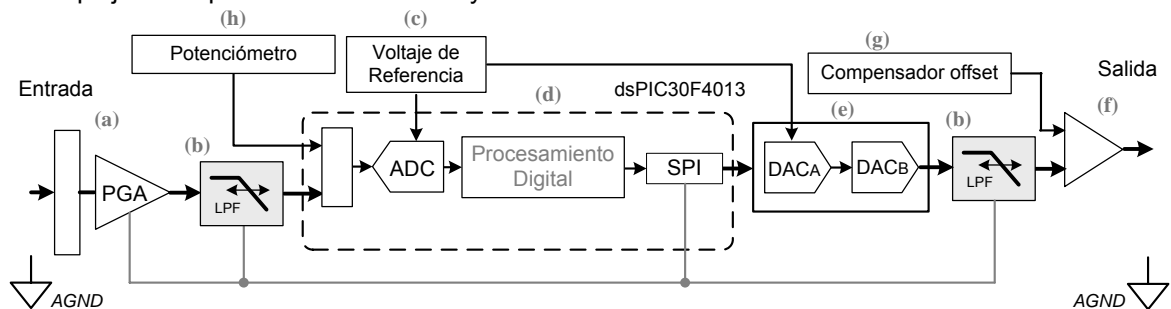 (h)
Potenciómetro
(c)
Voltaje de
Referencia
(g)
Compensador offset
Entrada
Salida
(a)
(b)
(d)
dsPIC30F4013
(e)
(b)
(f)
PGA
LPF
ADC
Procesamiento
Digital
SPI
DACA
DACB
LPF
AGND
AGND